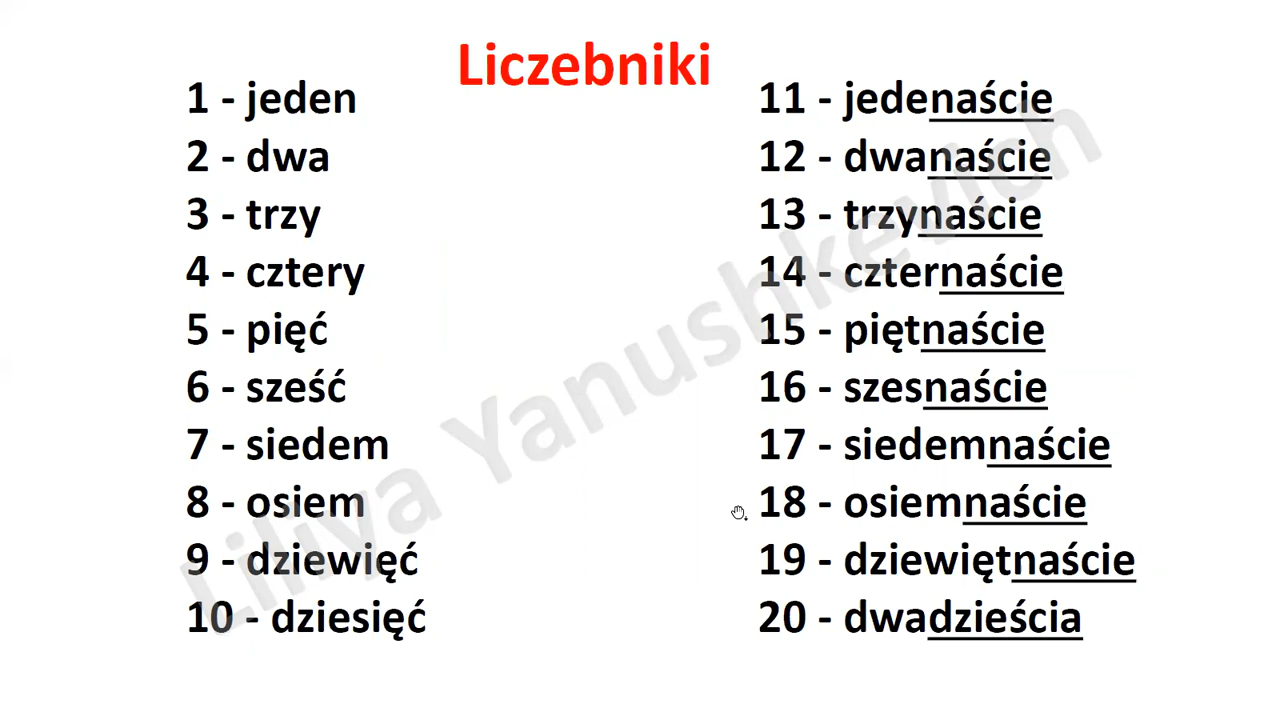 Liczebniki
1 - jeden
2 - dwa
3 - trzy
4 - cztery
5 - pięć
6 - sześć
7 - siedem
8 - osiem
9 - dziewięć
10 - dziesięć
11 - jedenaście
12 - dwanaście
13 - trzynaście
14 - czternaście
15 - piętnaście
16 - szesnaście
17 - siedemnaście
18 - osiemnaście
19 - dziewiętnaście
20 - dwadzieścia
Liliya Yanushkevich